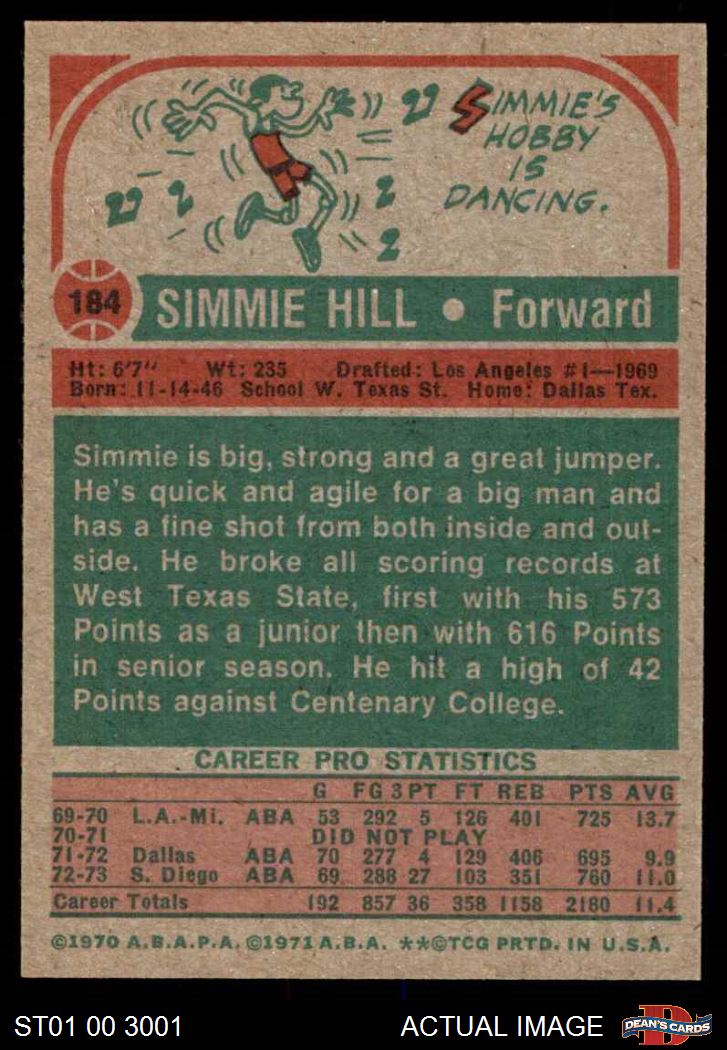 SIMMIE'S
HOBBY
IS
DANCING.
184 SIMMIE HILL • Forward
Ht: 6'7" Wt: 235 Drafted: Los Angeles #1—1969
Born: 11-14-46 School W. Texas St. Home: Dallas Tex.
Simmie is big, strong and a great jumper.
He's quick and agile for a big man and
has a fine shot from both inside and out-
side. He broke all scoring records at
West Texas State, first with his 573
Points as a junior then with 616 Points
in senior season. He hit a high of 42
Points against Centenary College.
CAREER PRO STATISTICS
G FG 3PT FT REB PTS AVG
69-70 L.A.-Mi. ABA 53 292 5 126 401 725 13.7
70-71 DID NOT PLAY
71-72 Dallas ABA 70 277 4 129 406 695 9.9
72-73 S. Diego ABA 69 288 27 103 351 760 11.0
Career Totals 192 857 36 358 1158 2180 11.4
©1970 A.B.A.P.A. ©1971 A.B.A. **©TCG PRTD. IN U.S.A.
ST01 00 3001 ACTUAL IMAGE D DEAN'S CARDS